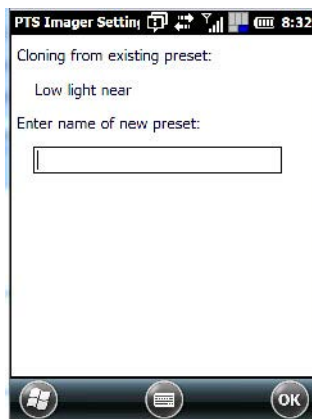 PTS Imager Settin 8:32
Cloning from existing preset:
Low light near
Enter name of new preset:
OK